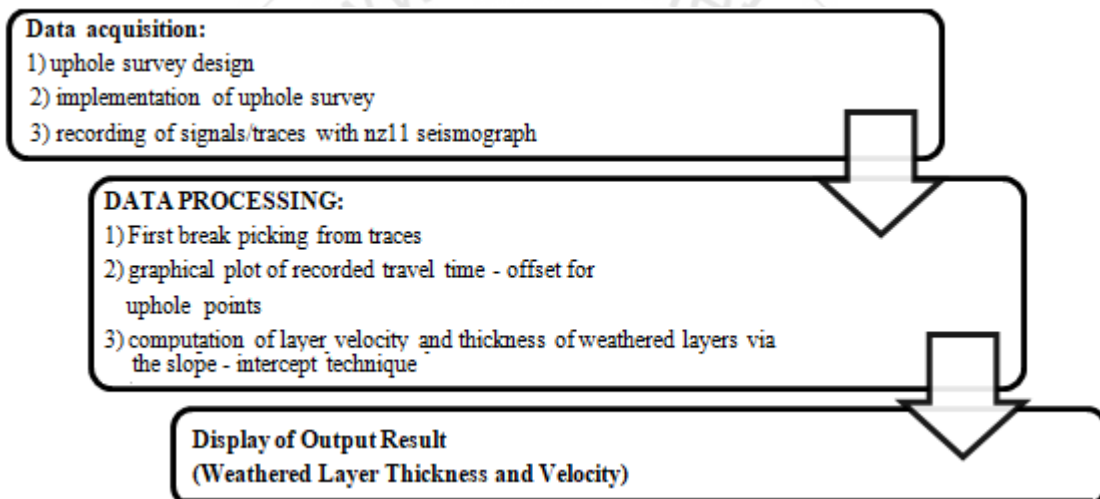 Data acquisition:
1) uphole survey design
2) implementation of uphole survey
3) recording of signals/traces with nz11 seismograph
DATA PROCESSING:
1) First break picking from traces
2) graphical plot of recorded travel time - offset for
uphole points
3) computation of layer velocity and thickness of weathered layers via
the slope - intercept technique
Display of Output Result
(Weathered Layer Thickness and Velocity)